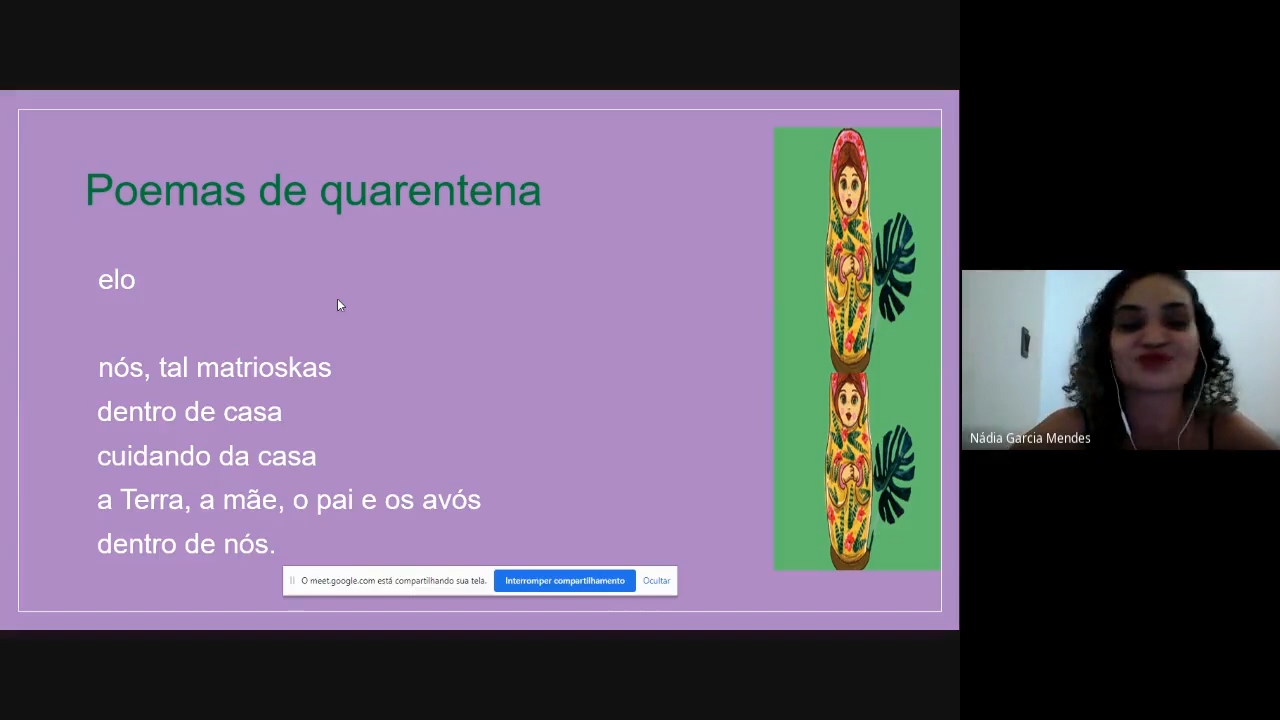 Poemas de quarentena
elo
nós, tal matrioskas
dentro de casa
cuidando da casa
a Terra, a mãe, o pai e os avós
dentro de nós.
O meet.google.com está compartilhando sua tela. Interromper compartilhamento Ocultar
Nádia Garcia Mendes